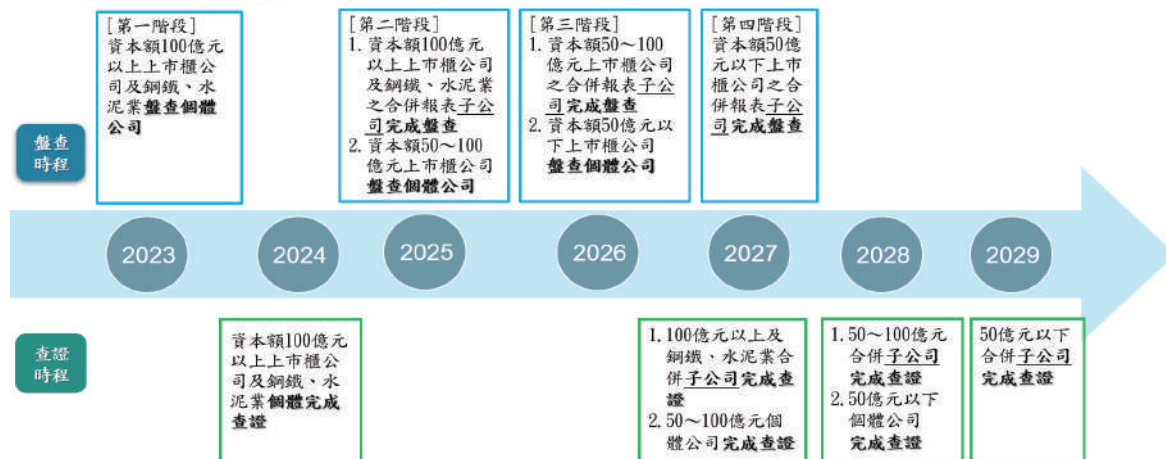 [第一階段]
資本額100億元
以上上市櫃公
司及鋼鐵、水
泥業盤查個體
公司
[第二階段]
1. 資本額100億元
以上上市櫃公司
及鋼鐵、水泥業
之合併報表子公
司完成盤查
2. 資本額50～100
億元上市櫃公司
盤查個體公司
[第三階段]
1. 資本額50～100
億元上市櫃公司
之合併報表子公
司完成盤查
2. 資本額50億元以
下上市櫃公司
盤查個體公司
[第四階段]
資本額50億
元以下上市
櫃公司之合
併報表子公
司完成盤查
盤查
時程
2023
2024
2025
2026
2027
2028
2029
查證
時程
資本額100億元
以上上市櫃公
司及鋼鐵、水
泥業個體完成
查證
1. 100億元以上及
鋼鐵、水泥業合
併子公司完成查
證
2. 50～100億元個
體公司完成查證
1. 50～100億元
合併子公司
完成查證
2. 50億元以下
個體公司
完成查證
50億元以下
合併子公司
完成查證